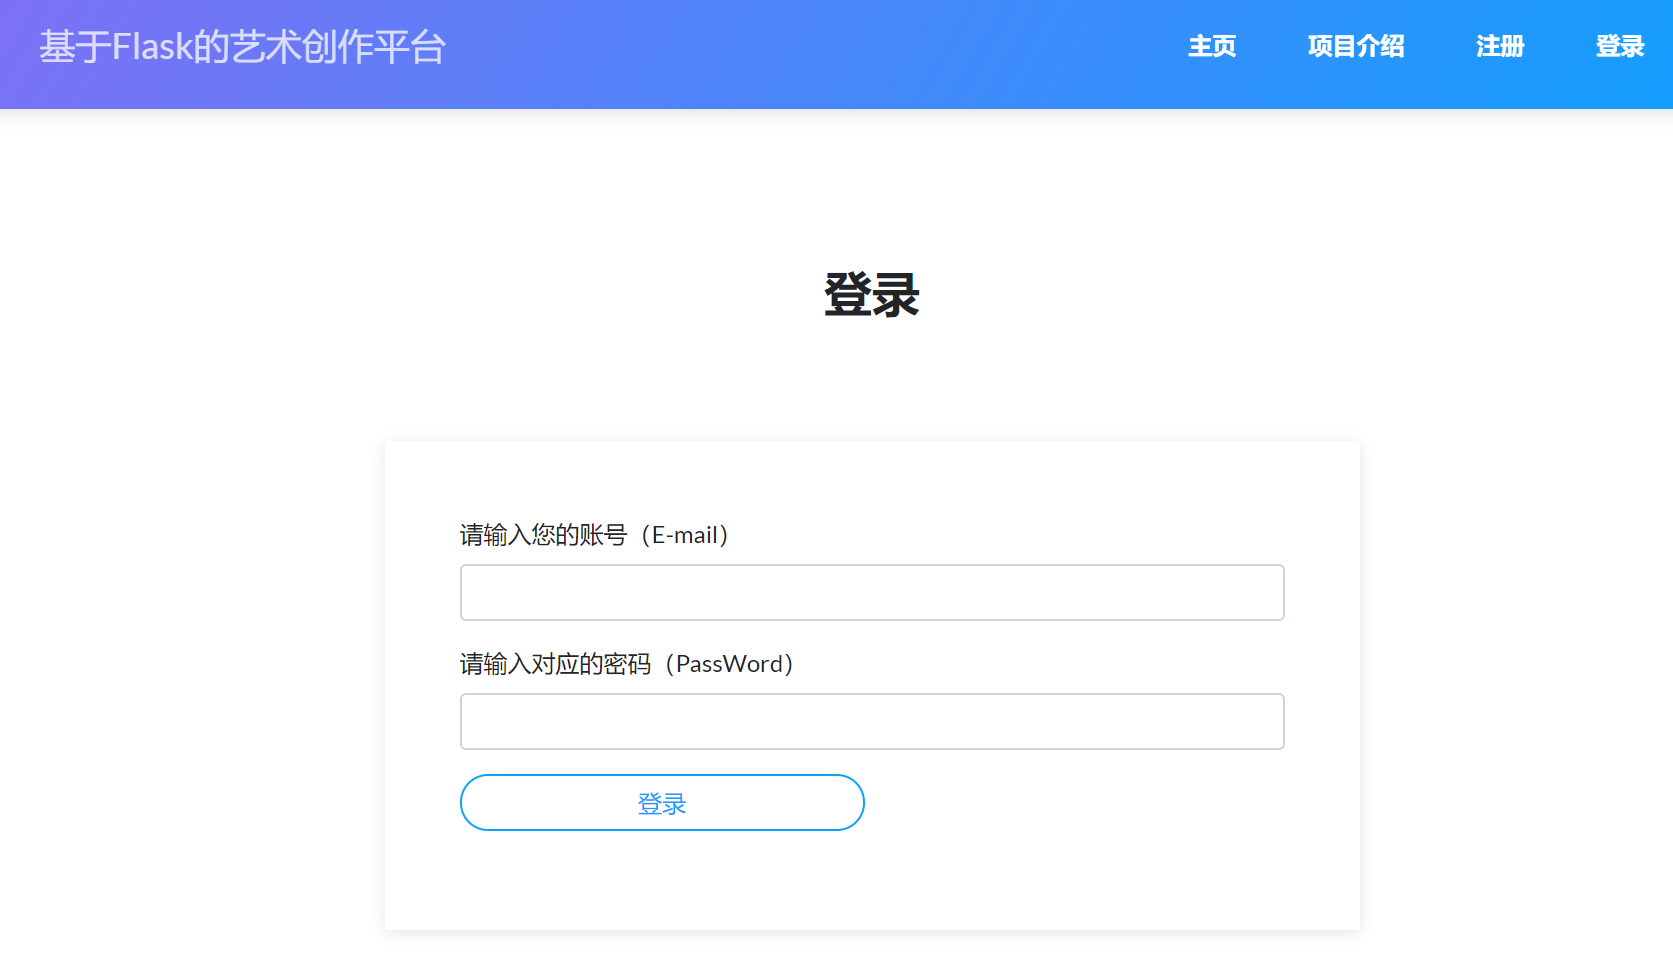 基于Flask的艺术创作平台
主页 项目介绍 注册 登录
登录
请输入您的账号（E-mail）
请输入对应的密码（PassWord）
登录